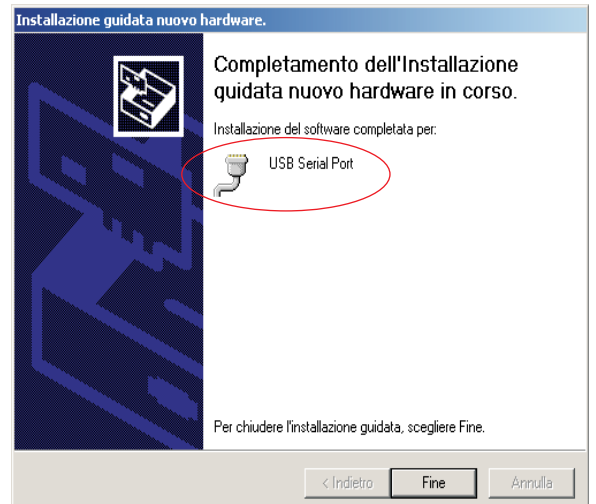 Installazione guidata nuovo hardware.
Completamento dell'Installazione
guidata nuovo hardware in corso.
Installazione del software completata per:
USB Serial Port
Per chiudere l'installazione guidata, scegliere Fine.
< Indietro
Fine
Annulla